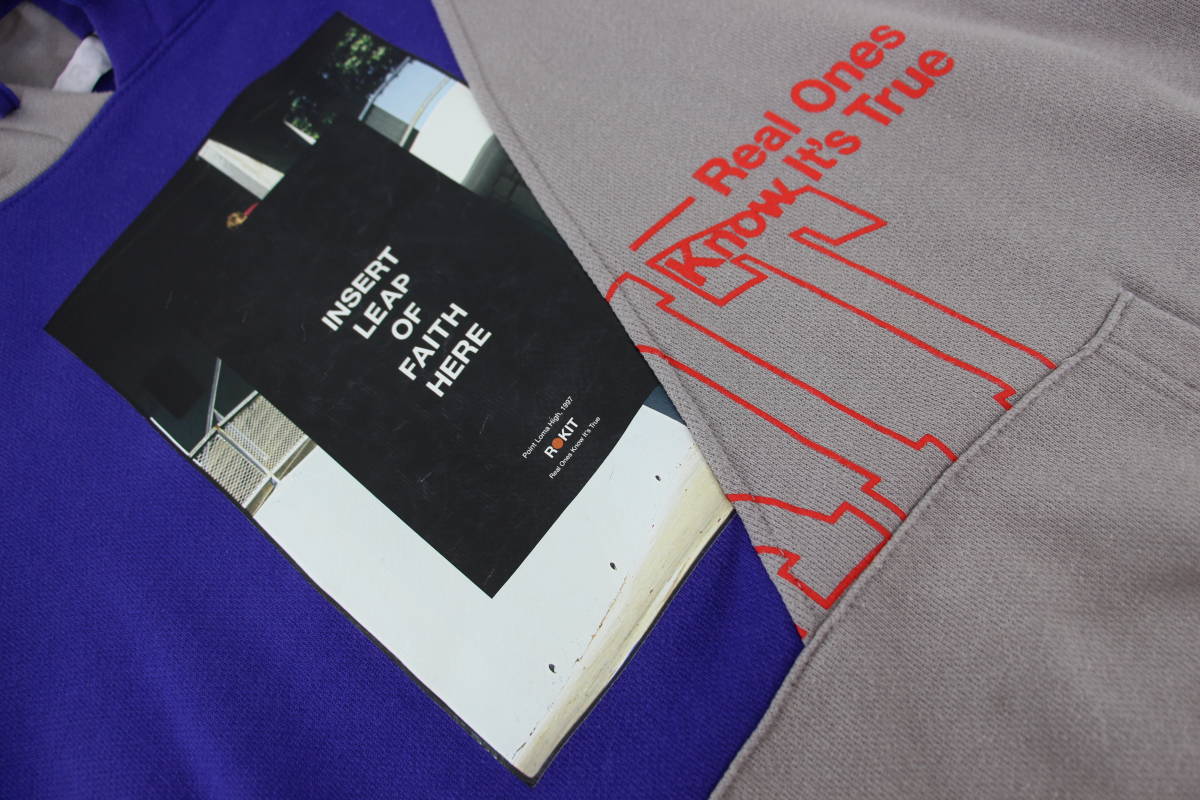 INSERT
LEAP
OF
FAITH
HERE
Point Loma High, 1997
ROKIT
Real Ones Know It's True
Real Ones
Know It's True